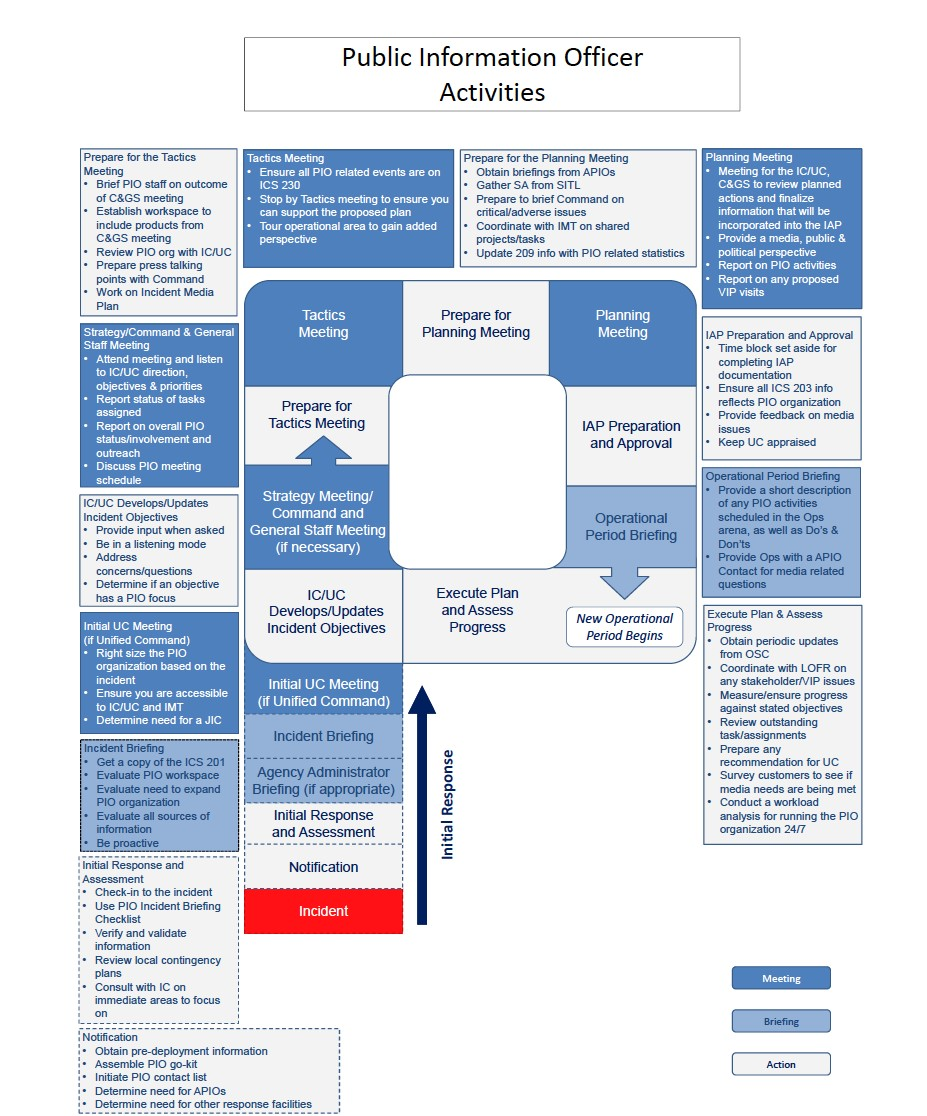 Public Information Officer
Activities
Prepare for the Tactics
Meeting
• Brief PIO staff on outcome
of C&GS meeting
• Establish workspace to
include products from
C&GS meeting
• Review PIO org with IC/UC
• Prepare press talking
points with Command
• Work on Incident Media
Plan
Tactics Meeting
• Ensure all PIO related events are on
ICS 230
• Stop by Tactics meeting to ensure you
can support the proposed plan
• Tour operational area to gain added
perspective
Prepare for the Planning Meeting
• Obtain briefings from APIOs
• Gather SA from SITL
• Prepare to brief Command on
critical/adverse issues
• Coordinate with IMT on shared
projects/tasks
• Update 209 info with PIO related statistics
Planning Meeting
• Meeting for the IC/UC,
C&GS to review planned
actions and finalize
information that will be
incorporated into the IAP
• Provide a media, public &
political perspective
• Report on PIO activities
• Report on any proposed
VIP visits
Strategy/Command & General
Staff Meeting
• Attend meeting and listen
to IC/UC direction,
objectives & priorities
• Report status of tasks
assigned
• Report on overall PIO
status/involvement and
outreach
• Discuss PIO meeting
schedule
IC/UC Develops/Updates
Incident Objectives
• Provide input when asked
• Be in a listening mode
• Address
concerns/questions
• Determine if an objective
has a PIO focus
Initial UC Meeting
(if Unified Command)
• Right size the PIO
organization based on the
incident
• Ensure you are accessible
to IC/UC and IMT
• Determine need for a JIC
Incident Briefing
• Get a copy of the ICS 201
• Evaluate PIO workspace
• Evaluate need to expand
PIO organization
• Evaluate all sources of
information
• Be proactive
Initial Response and
Assessment
• Check-in to the incident
• Use PIO Incident Briefing
Checklist
• Verify and validate
information
• Review local contingency
plans
• Consult with IC on
immediate areas to focus
on
Notification
• Obtain pre-deployment information
• Assemble PIO go-kit
• Initiate PIO contact list
• Determine need for APIOs
• Determine need for other response facilities
Tactics
Meeting
Prepare for
Planning Meeting
Planning
Meeting
Prepare for
Tactics Meeting
IAP Preparation
and Approval
Strategy Meeting/
Command and
General Staff Meeting
(if necessary)
Operational
Period Briefing
IC/UC
Develops/Updates
Incident Objectives
Execute Plan
and Assess
Progress
New Operational
Period Begins
Initial UC Meeting
(if Unified Command)
Incident Briefing
Agency Administrator
Briefing (if appropriate)
Initial Response
and Assessment
Notification
Incident
Initial Response
IAP Preparation and Approval
• Time block set aside for
completing IAP
documentation
• Ensure all ICS 203 info
reflects PIO organization
• Provide feedback on media
issues
• Keep UC appraised
Operational Period Briefing
• Provide a short description
of any PIO activities
scheduled in the Ops
arena, as well as Do's &
Don'ts
• Provide Ops with a APIO
Contact for media related
questions
Execute Plan & Assess
Progress
• Obtain periodic updates
from OSC
• Coordinate with LOFR on
any stakeholder/VIP issues
• Measure/ensure progress
against stated objectives
• Review outstanding
task/assignments
• Prepare any
recommendation for UC
• Survey customers to see if
media needs are being met
• Conduct a workload
analysis for running the PIO
organization 24/7
Meeting
Briefing
Action